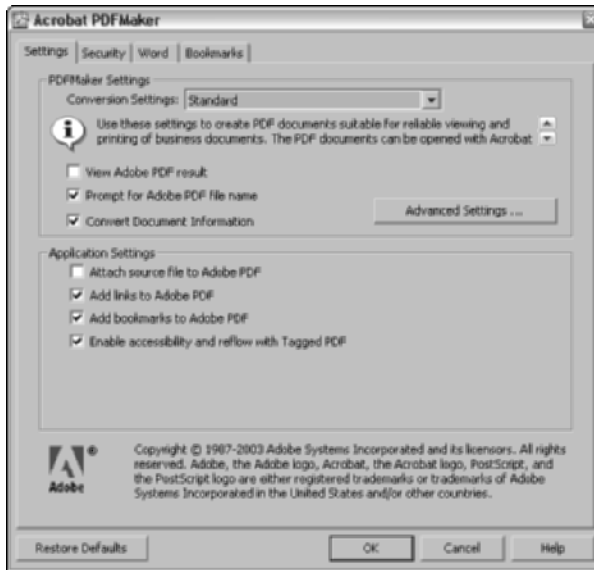 Acrobat PDFMaker
Settings Security Word Bookmarks
PDFMaker Settings
Conversion Settings: Standard
Use these settings to create PDF documents suitable for reliable viewing and
printing of business documents. The PDF documents can be opened with Acrobat
View Adobe PDF result
Prompt for Adobe PDF file name
Advanced Settings ...
Convert Document Information
Application Settings
Attach source file to Adobe PDF
Add links to Adobe PDF
Add bookmarks to Adobe PDF
Enable accessibility and reflow with Tagged PDF
Copyright © 1987-2003 Adobe Systems Incorporated and its licensors. All rights
reserved. Adobe, the Adobe logo, Acrobat, the Acrobat logo, PostScript, and
the PostScript logo are either registered trademarks or trademarks of Adobe
Systems Incorporated in the United States and/or other countries.
®
Adobe
Restore Defaults OK Cancel Help